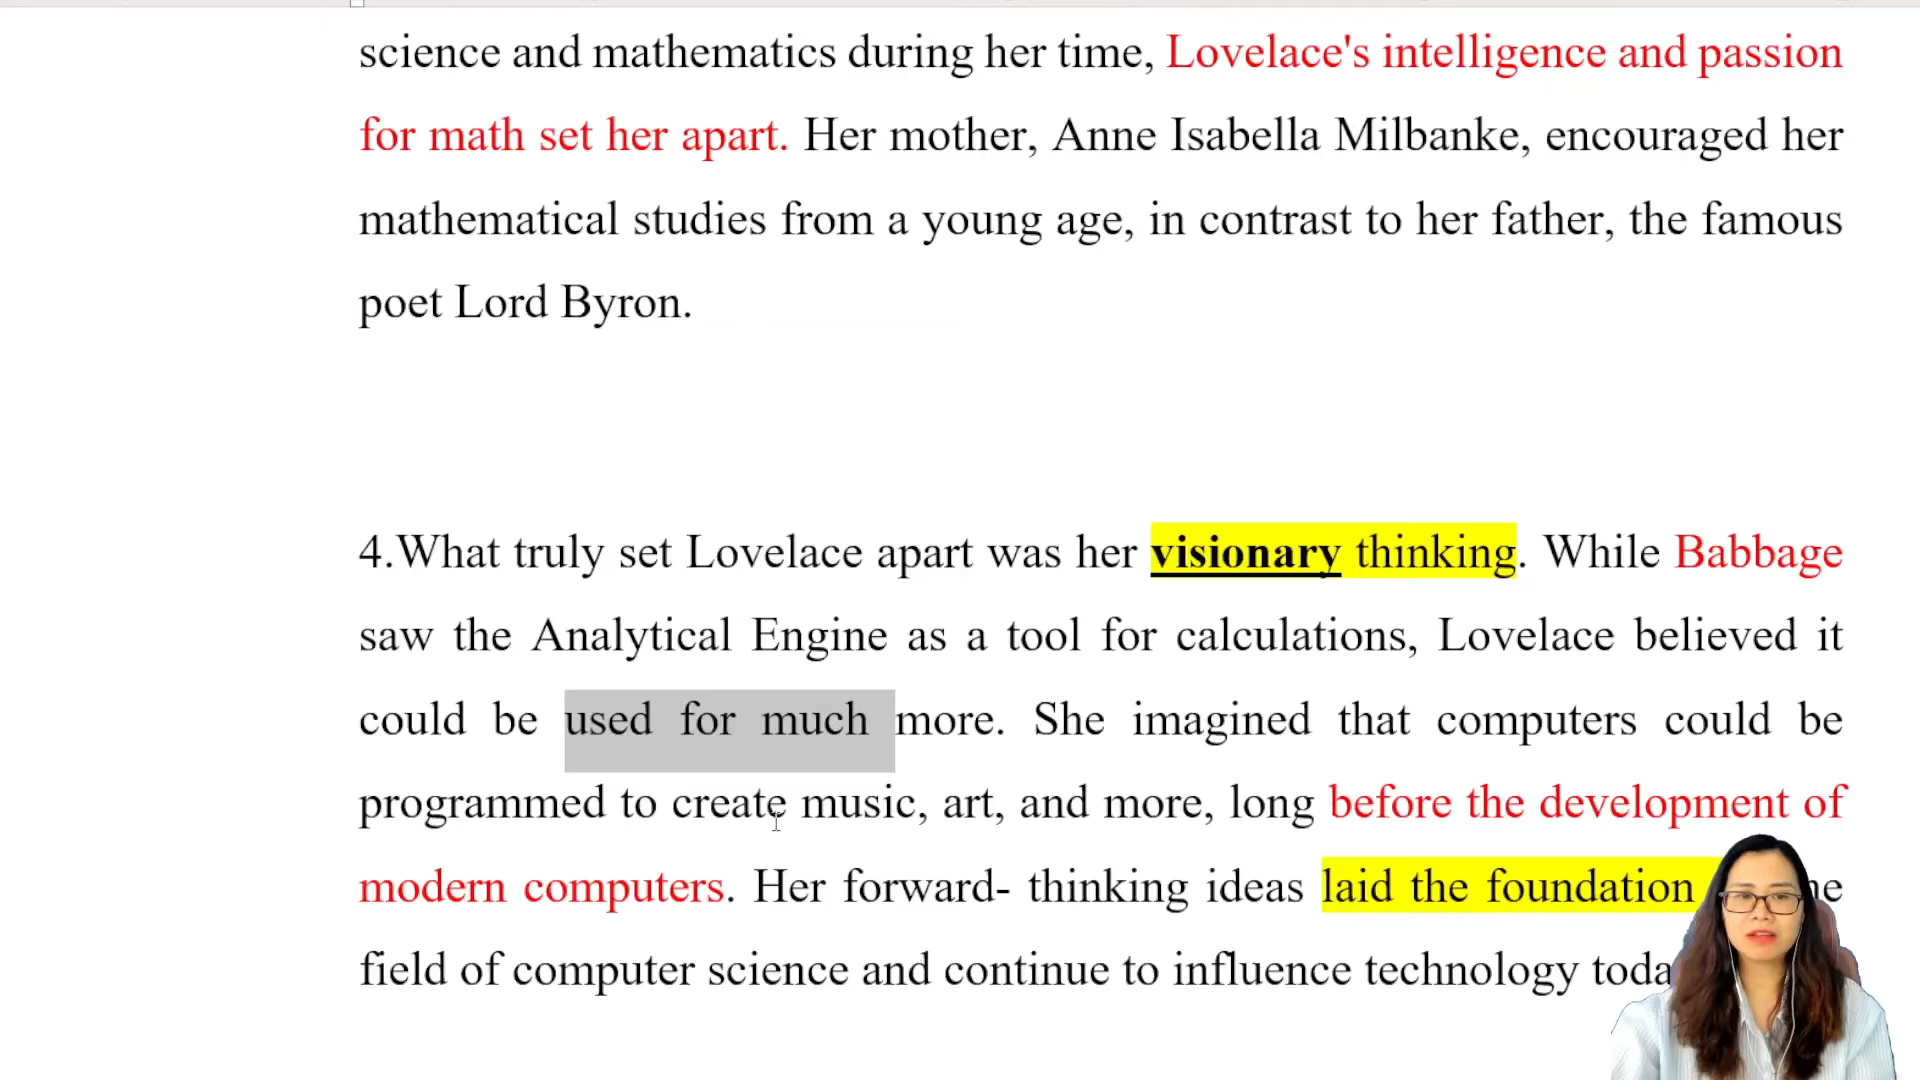 science and mathematics during her time, Lovelace's intelligence and passion
for math set her apart. Her mother, Anne Isabella Milbanke, encouraged her
mathematical studies from a young age, in contrast to her father, the famous
poet Lord Byron.
4.What truly set Lovelace apart was her visionary thinking. While Babbage
saw the Analytical Engine as a tool for calculations, Lovelace believed it
could be used for much more. She imagined that computers could be
programmed to create music, art, and more, long before the development of
modern computers. Her forward- thinking ideas laid the foundation
field of computer science and continue to influence technology